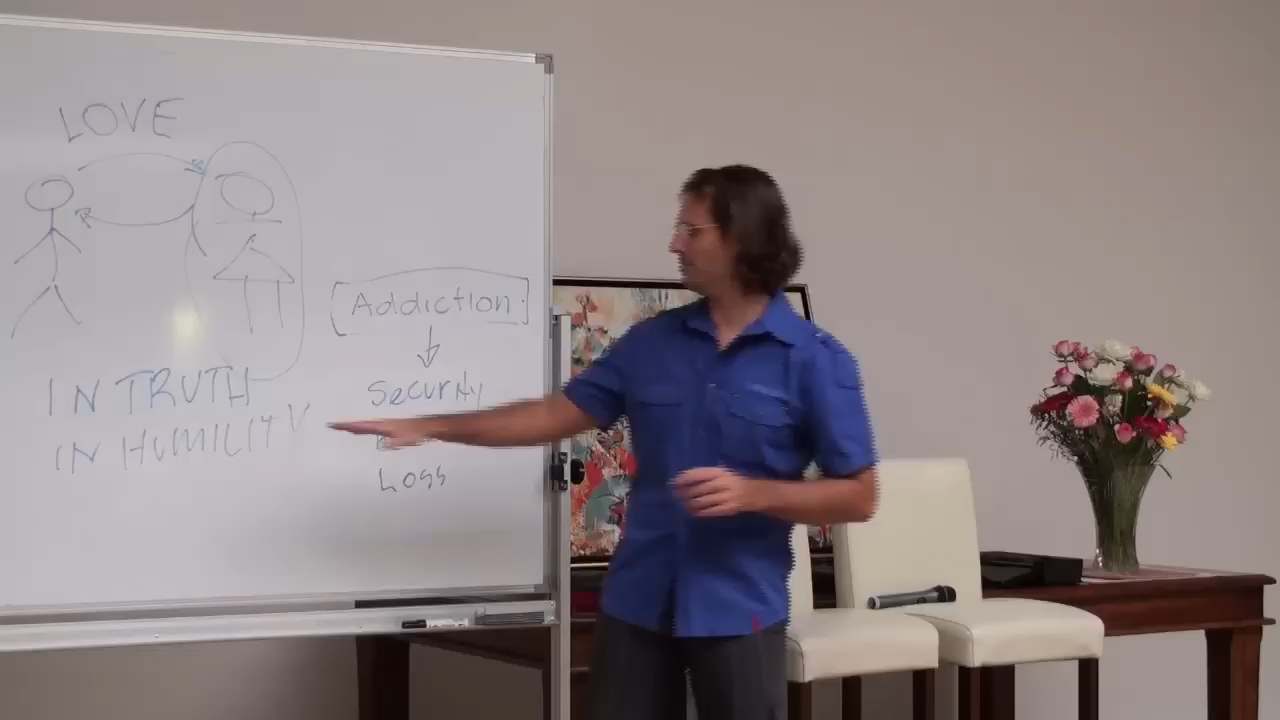 LOVE
[Addiction]
Security
IN TRUTH
IN HUMILITY
Loss